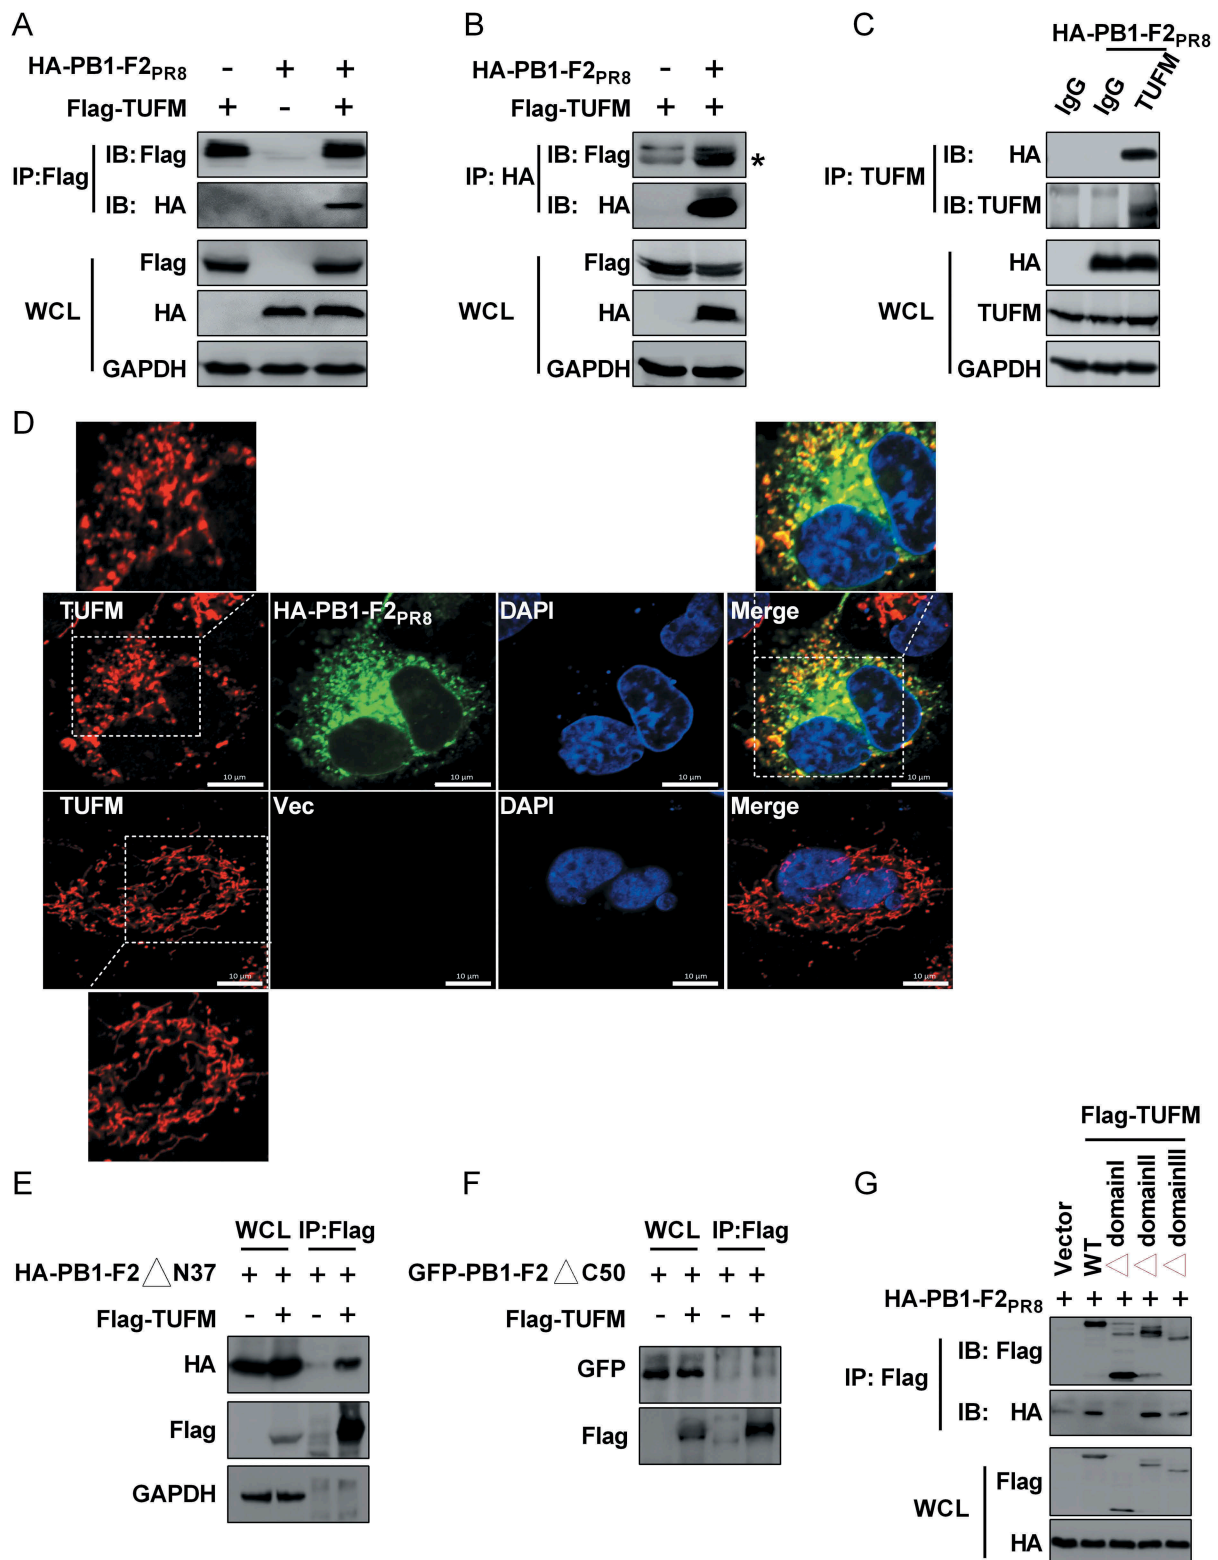 A
HA-PB1-F2PR8 - + +
Flag-TUFM + - +
IP:Flag
IB: Flag
IB: HA
WCL
Flag
HA
GAPDH
B
HA-PB1-F2PR8 - +
Flag-TUFM + +
IP: HA
IB: Flag *
IB: HA
WCL
Flag
HA
GAPDH
C
HA-PB1-F2PR8
IgG IgG TUFM
IP: TUFM
IB: HA
IB: TUFM
WCL
HA
TUFM
GAPDH
D
TUFM HA-PB1-F2PR8 DAPI Merge
10 µm 10 µm 10 µm 10 µm
TUFM Vec DAPI Merge
10 µm 10 µm 10 µm 10 µm
E
WCL IP:Flag
HA-PB1-F2 △ N37 + + + +
Flag-TUFM - + - +
HA
Flag
GAPDH
F
WCL IP:Flag
GFP-PB1-F2 △ C50 + + + +
Flag-TUFM - + - +
GFP
Flag
G
Flag-TUFM
Vector WT △ domainI △ domainII △ domainIII
HA-PB1-F2PR8 + + + + +
IP: Flag
IB: Flag
IB: HA
WCL
Flag
HA